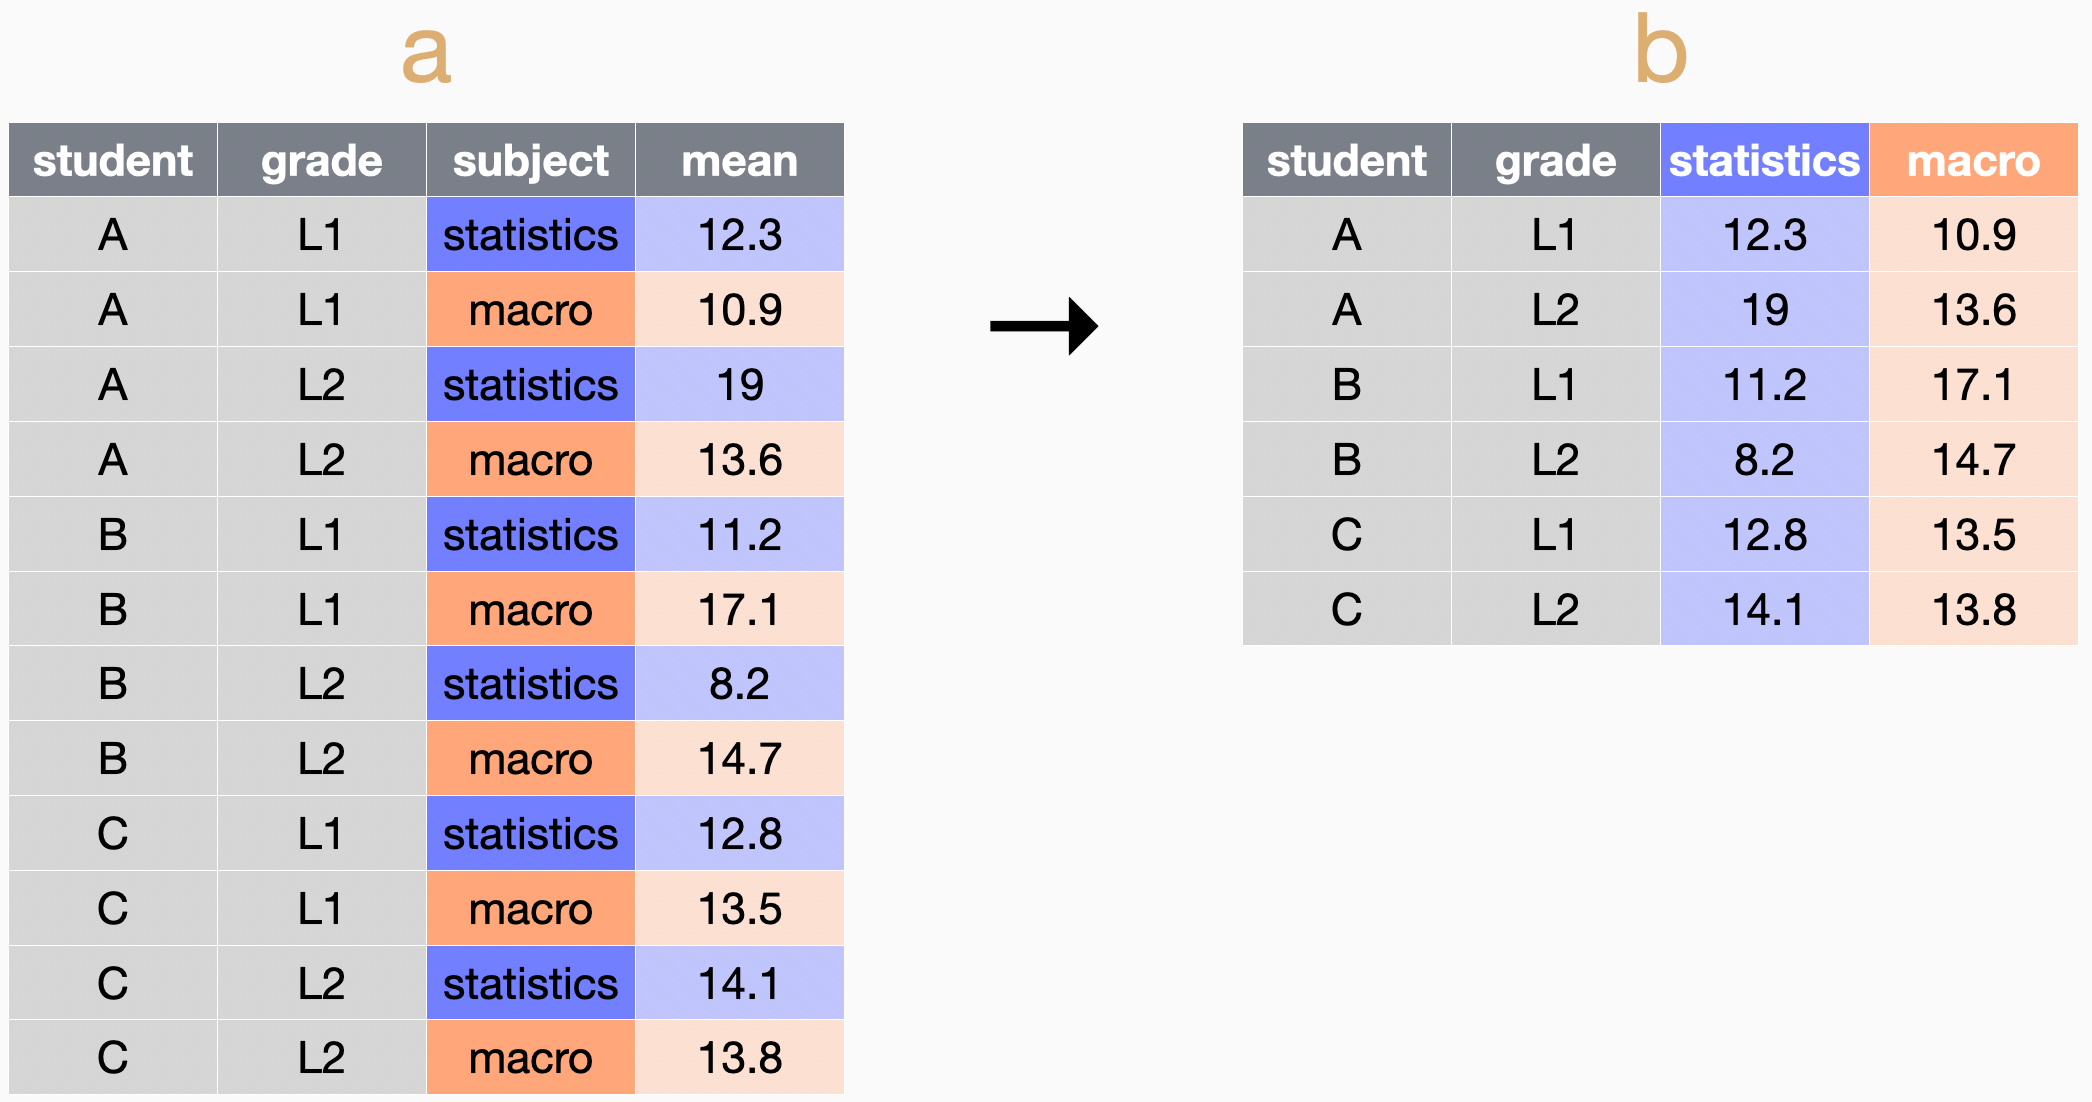 a
student grade subject mean
A L1 statistics 12.3
A L1 macro 10.9
A L2 statistics 19
A L2 macro 13.6
B L1 statistics 11.2
B L1 macro 17.1
B L2 statistics 8.2
B L2 macro 14.7
C L1 statistics 12.8
C L1 macro 13.5
C L2 statistics 14.1
C L2 macro 13.8
b
student grade statistics macro
A L1 12.3 10.9
A L2 19 13.6
B L1 11.2 17.1
B L2 8.2 14.7
C L1 12.8 13.5
C L2 14.1 13.8